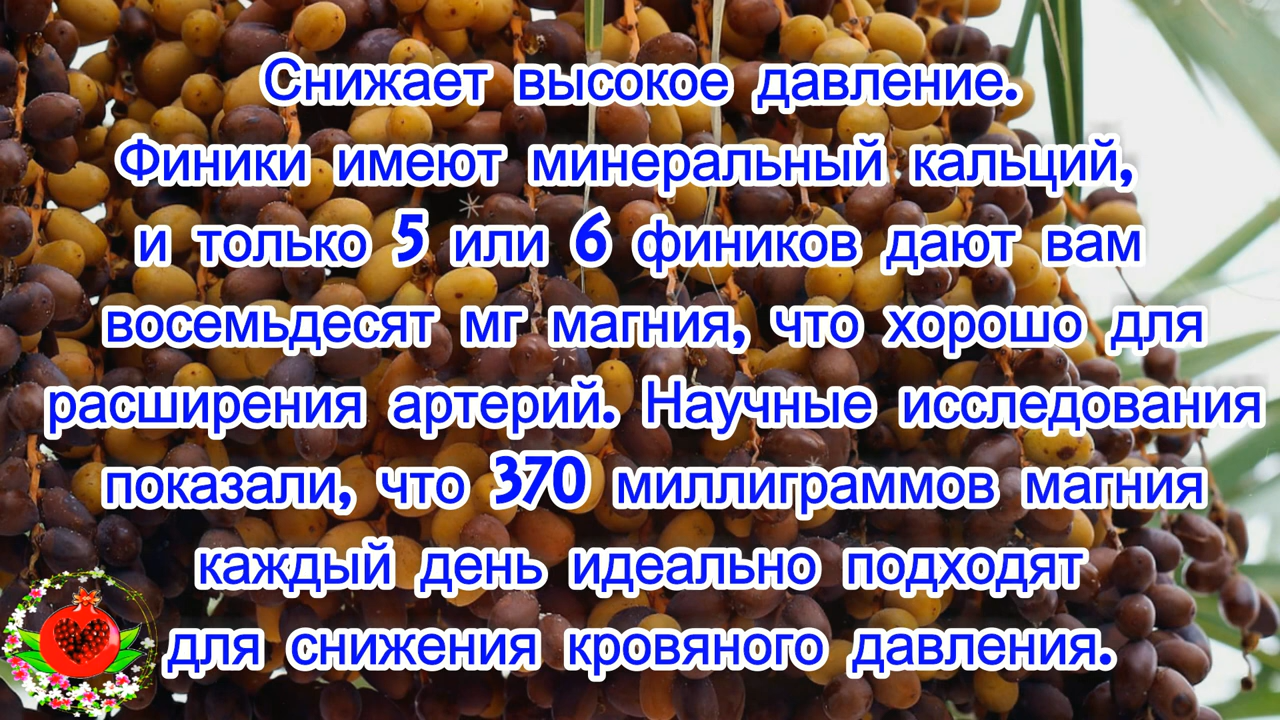 Снижает высокое давление.
Финики имеют минеральный кальций,
и только 5 или 6 фиников дают вам
восемьдесят мг магния, что хорошо для
расширения артерий. Научные исследования
показали, что 370 миллиграммов магния
каждый день идеально подходят
для снижения кровяного давления.